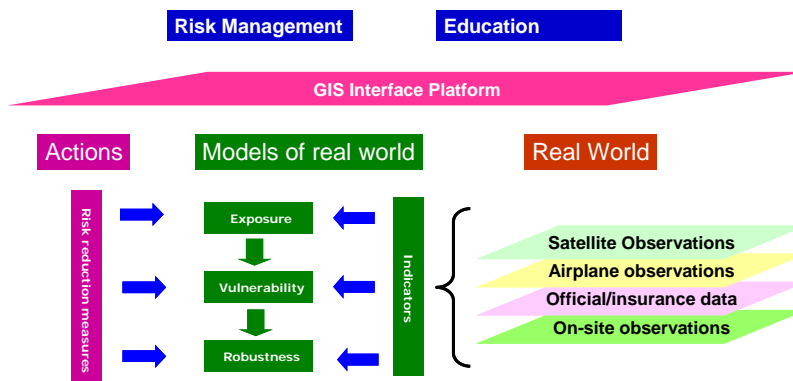 Risk Management
Education
GIS Interface Platform
Actions
Models of real world
Real World
Risk reduction measures
Exposure
Vulnerability
Robustness
Indicators
Satellite Observations
Airplane observations
Official/insurance data
On-site observations